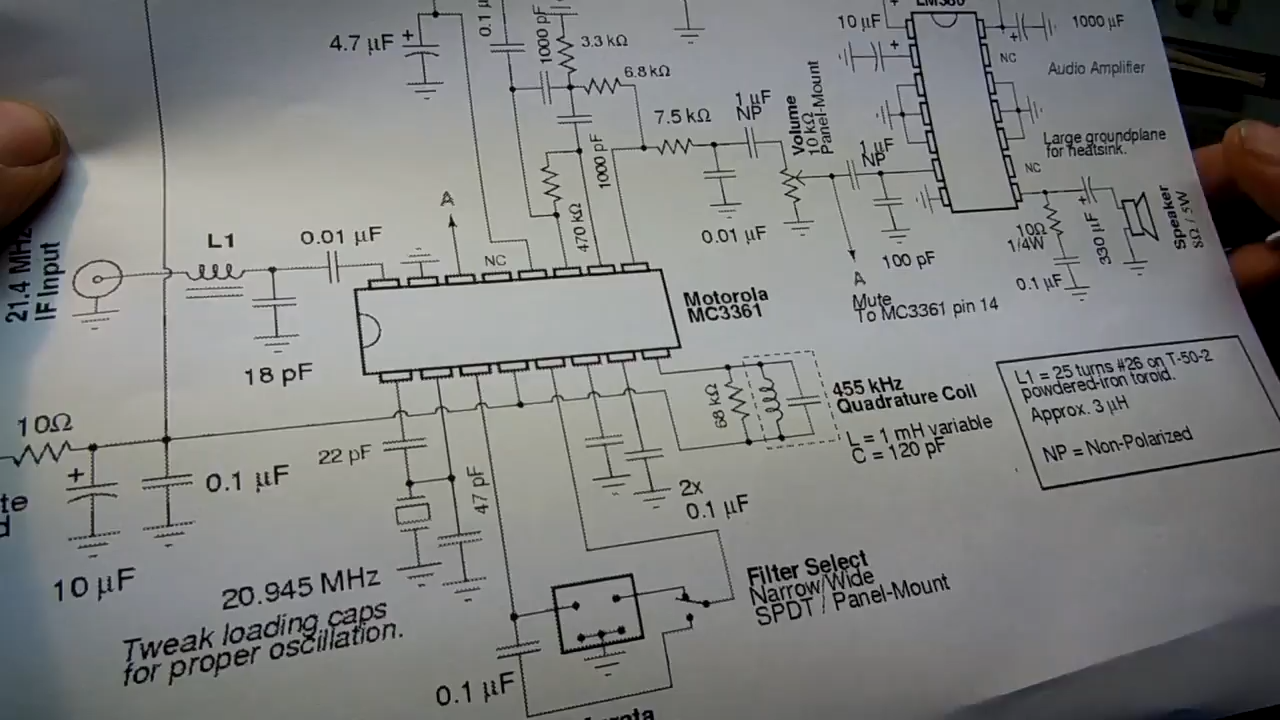 LM380
10 µF
1000 µF
4.7 µF
+
0.1 µ
1000 pF
3.3 kΩ
6.8 kΩ
NC
Audio Amplifier
7.5 kΩ
1 µF
NP
Volume
10 kΩ
Panel-Mount
1 µF
NP
Large groundplane
for heatsink.
NC
1000 pF
470 kΩ
A
0.01 µF
100 pF
10Ω
1/4W
330 µF
+
Speaker
8Ω / 5W
0.1 µF
21.4 MHz
IF Input
L1
0.01 µF
NC
A
Mute
To MC3361 pin 14
Motorola
MC3361
18 pF
68 kΩ
455 kHz
Quadrature Coil
L = 1 mH variable
C = 120 pF
L1 = 25 turns #26 on T-50-2
powdered-iron toroid.
Approx. 3 µH
NP = Non-Polarized
10Ω
+
0.1 µF
10 µF
22 pF
47 pF
2x
0.1 µF
20.945 MHz
Tweak loading caps
for proper oscillation.
Filter Select
Narrow/Wide
SPDT / Panel-Mount
0.1 µF